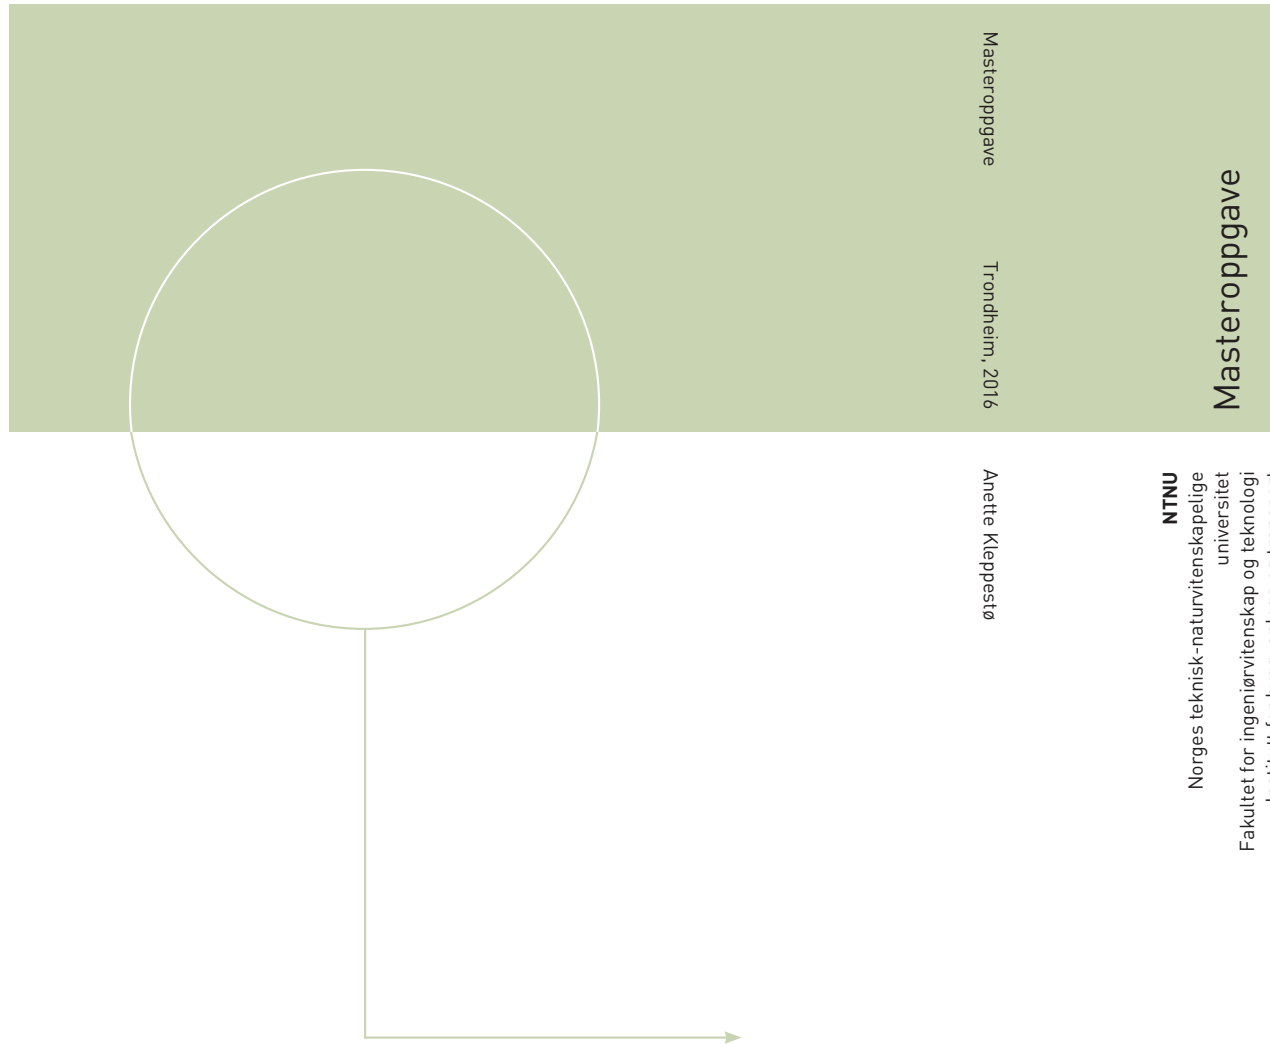 Masteroppgave
Trondheim, 2016
Anette Kleppestø
Masteroppgave
NTNU
Norges teknisk-naturvitenskapelige
universitet
Fakultet for ingeniørvitenskap og teknologi